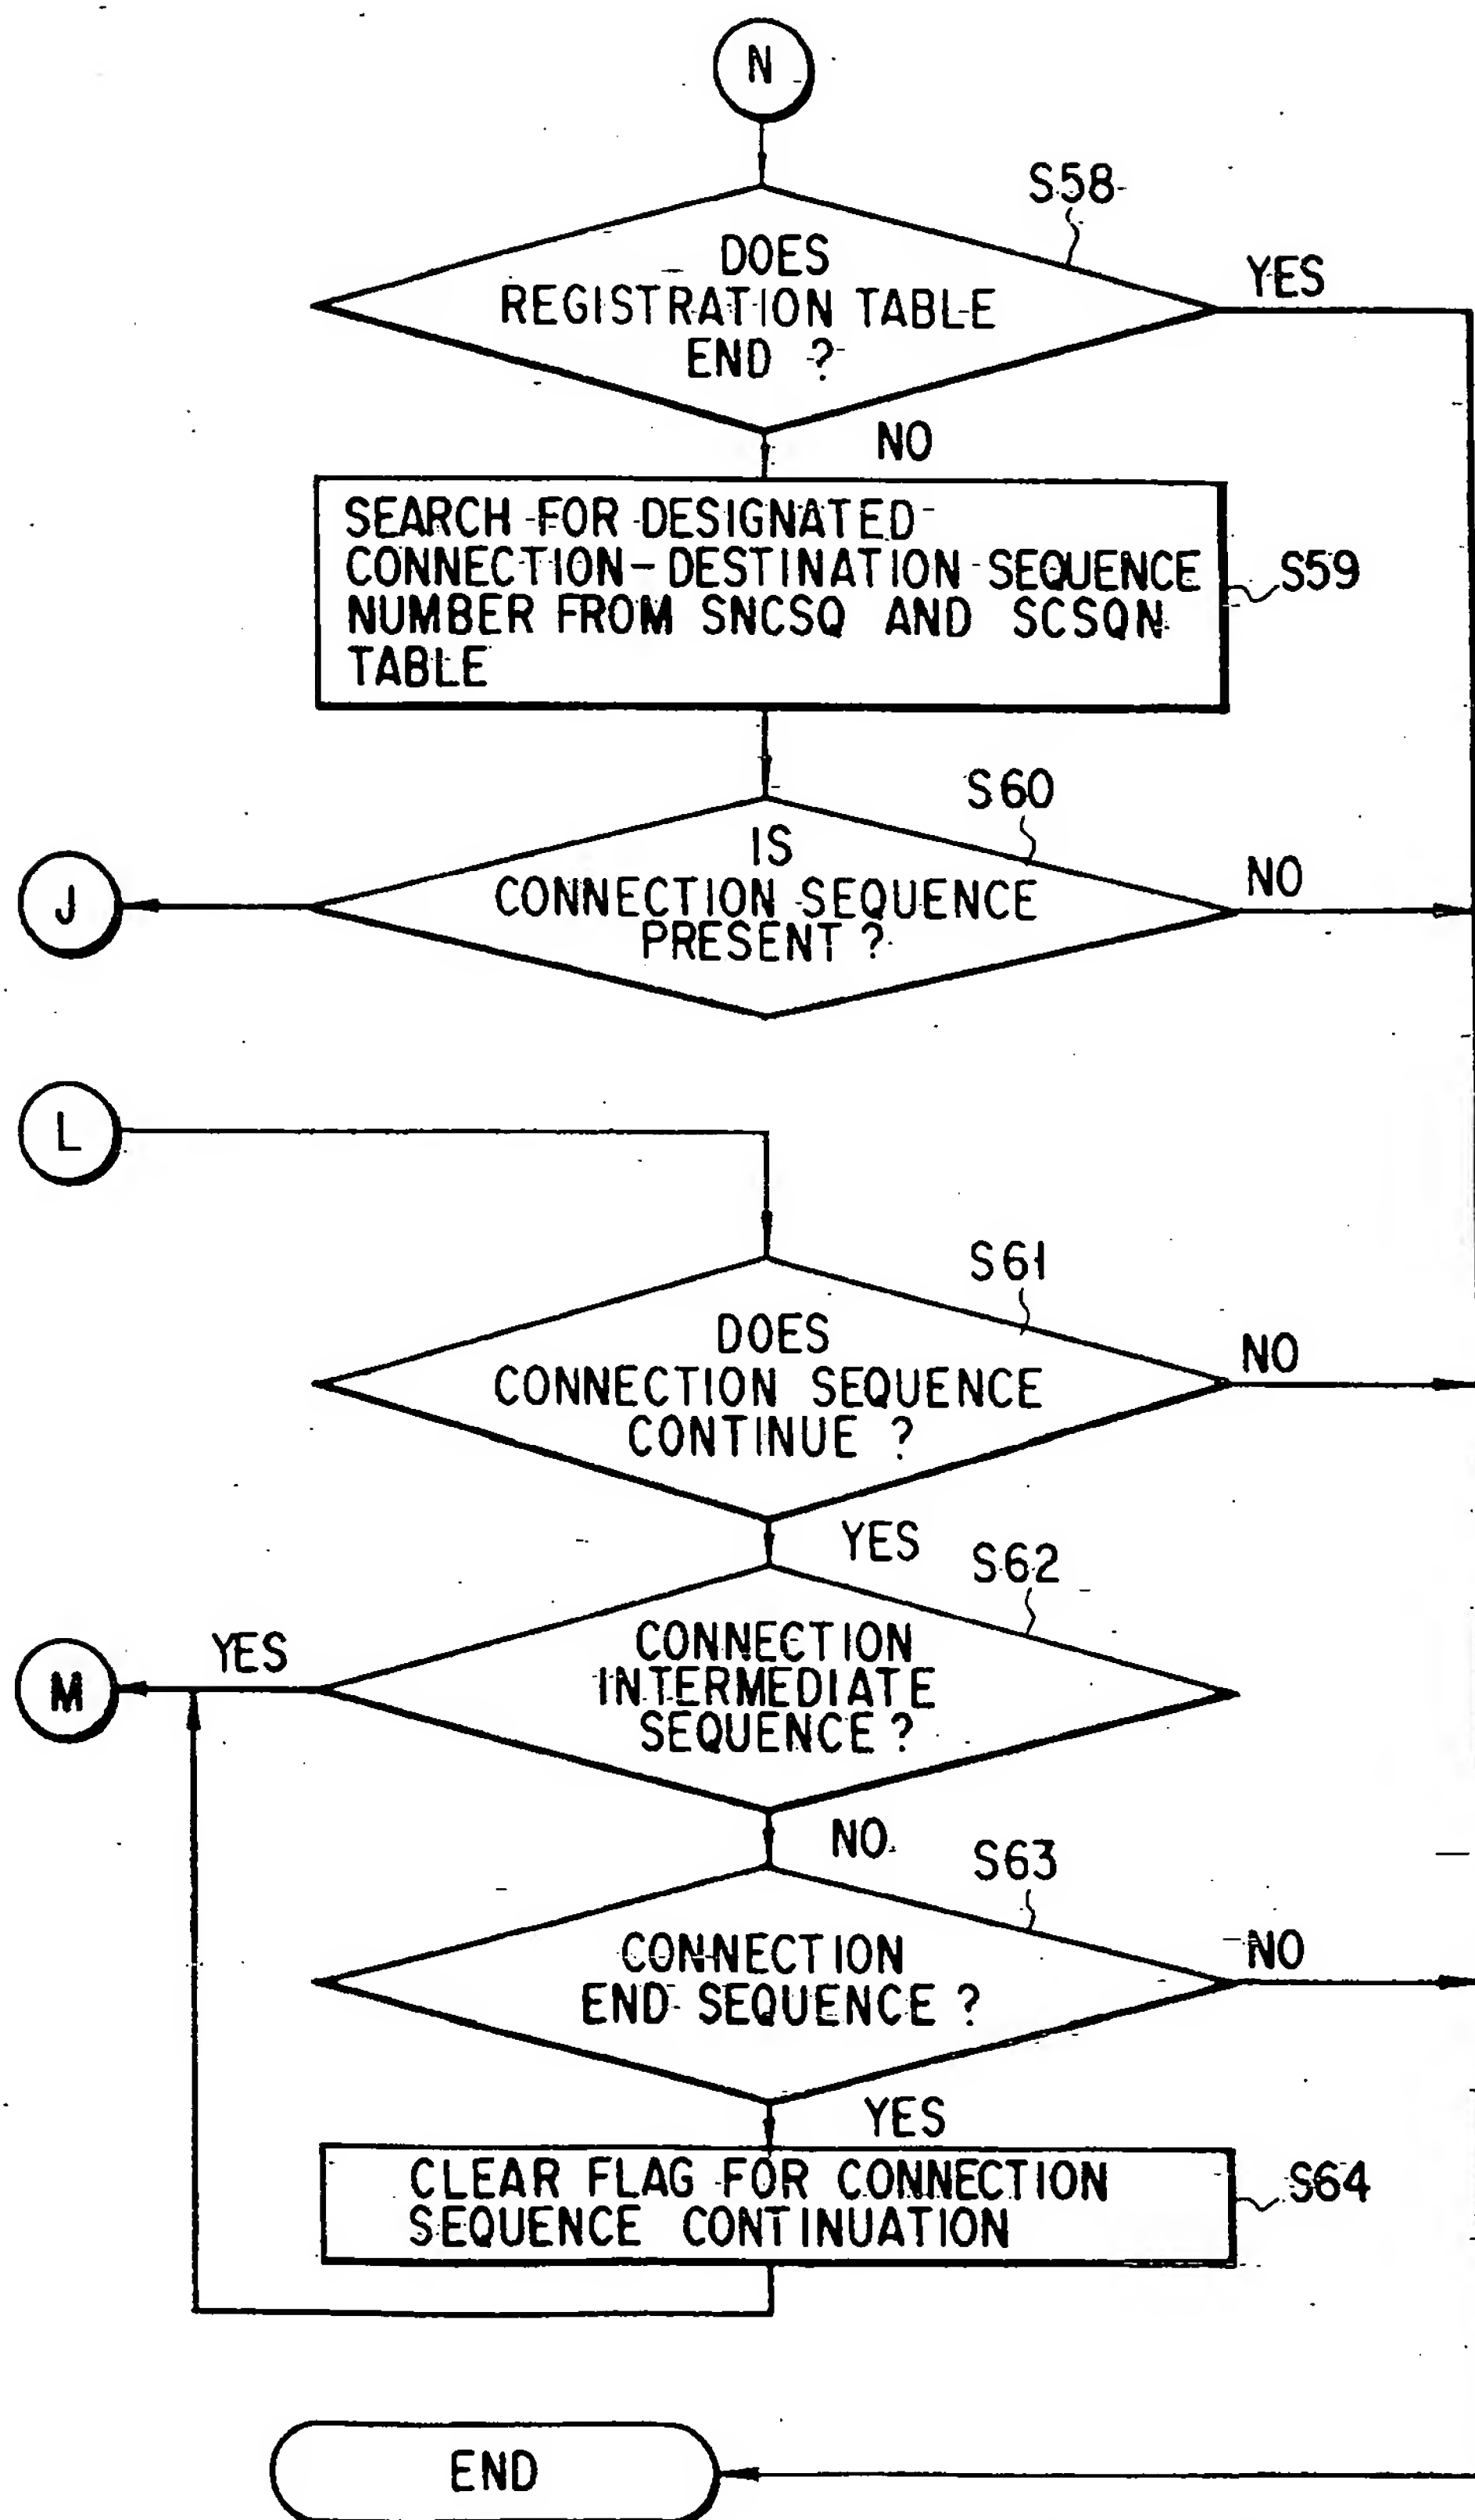 N
S58
DOES
REGISTRATION TABLE
END ?
YES
NO
SEARCH FOR DESIGNATED
CONNECTION-DESTINATION SEQUENCE
NUMBER FROM SNCSQ AND SCSQN
TABLE
S59
S60
IS
CONNECTION SEQUENCE
PRESENT ?
NO
J
L
S61
DOES
CONNECTION SEQUENCE
CONTINUE ?
NO
YES
S62
CONNECTION
INTERMEDIATE
SEQUENCE ?
YES
M
NO
S63
CONNECTION
END SEQUENCE ?
NO
YES
CLEAR FLAG FOR CONNECTION
SEQUENCE CONTINUATION
S64
END